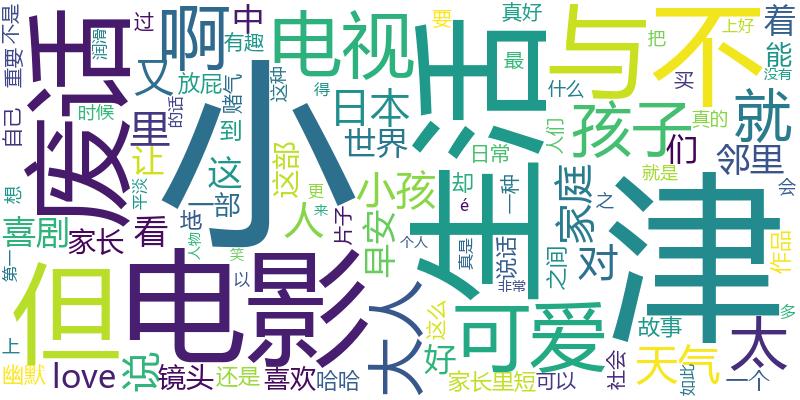 不是
重要
润滑
过
废话
啊
中
有趣
电视
生活
真好
要
最
与
不
把
上好
着
能
没有
买
什么
又
放屁
赌气
这种
得
时候
的话
自己
里
到
日本
世界
孩子
人们
真的
就
们
邻里
让
小
这
这部
日常
就是
想
平淡
一部
地
人
小孩
却
é
一种
家庭
之
会
津
喜剧
家长
看
更
来
片子
早安
真是
说话
之间
对
作品
第一
人物
笑
个人
非常
但
电影
以
大人
可爱
故事
太
多
上
这么
好
天气
幽默
love
说
镜头
还是
喜欢
哈哈
家长里短
可以
社会
如此
一个